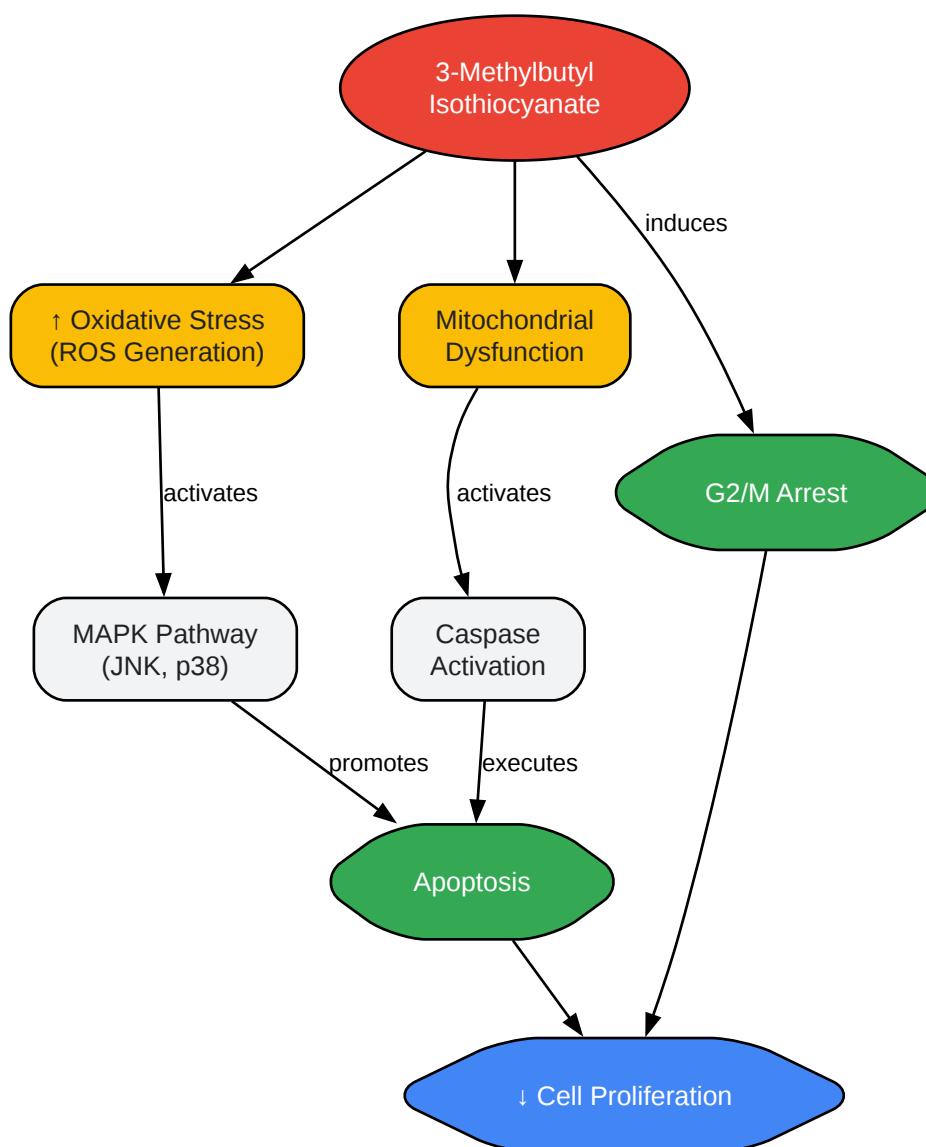 3-Methylbutyl
Isothiocyanate
induces
↑ Oxidative Stress
(ROS Generation)
Mitochondrial
Dysfunction
activates
activates
G2/M Arrest
MAPK Pathway
(JNK, p38)
Caspase
Activation
promotes
executes
Apoptosis
↓ Cell Proliferation